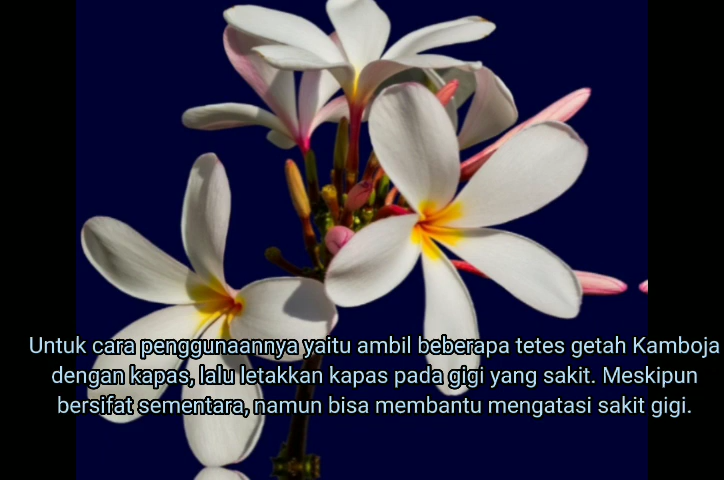 Untuk cara penggunaannya yaitu ambil beberapa tetes getah Kamboja
dengan kapas, lalu letakkan kapas pada gigi yang sakit. Meskipun
bersifat sementara, namun bisa membantu mengatasi sakit gigi.